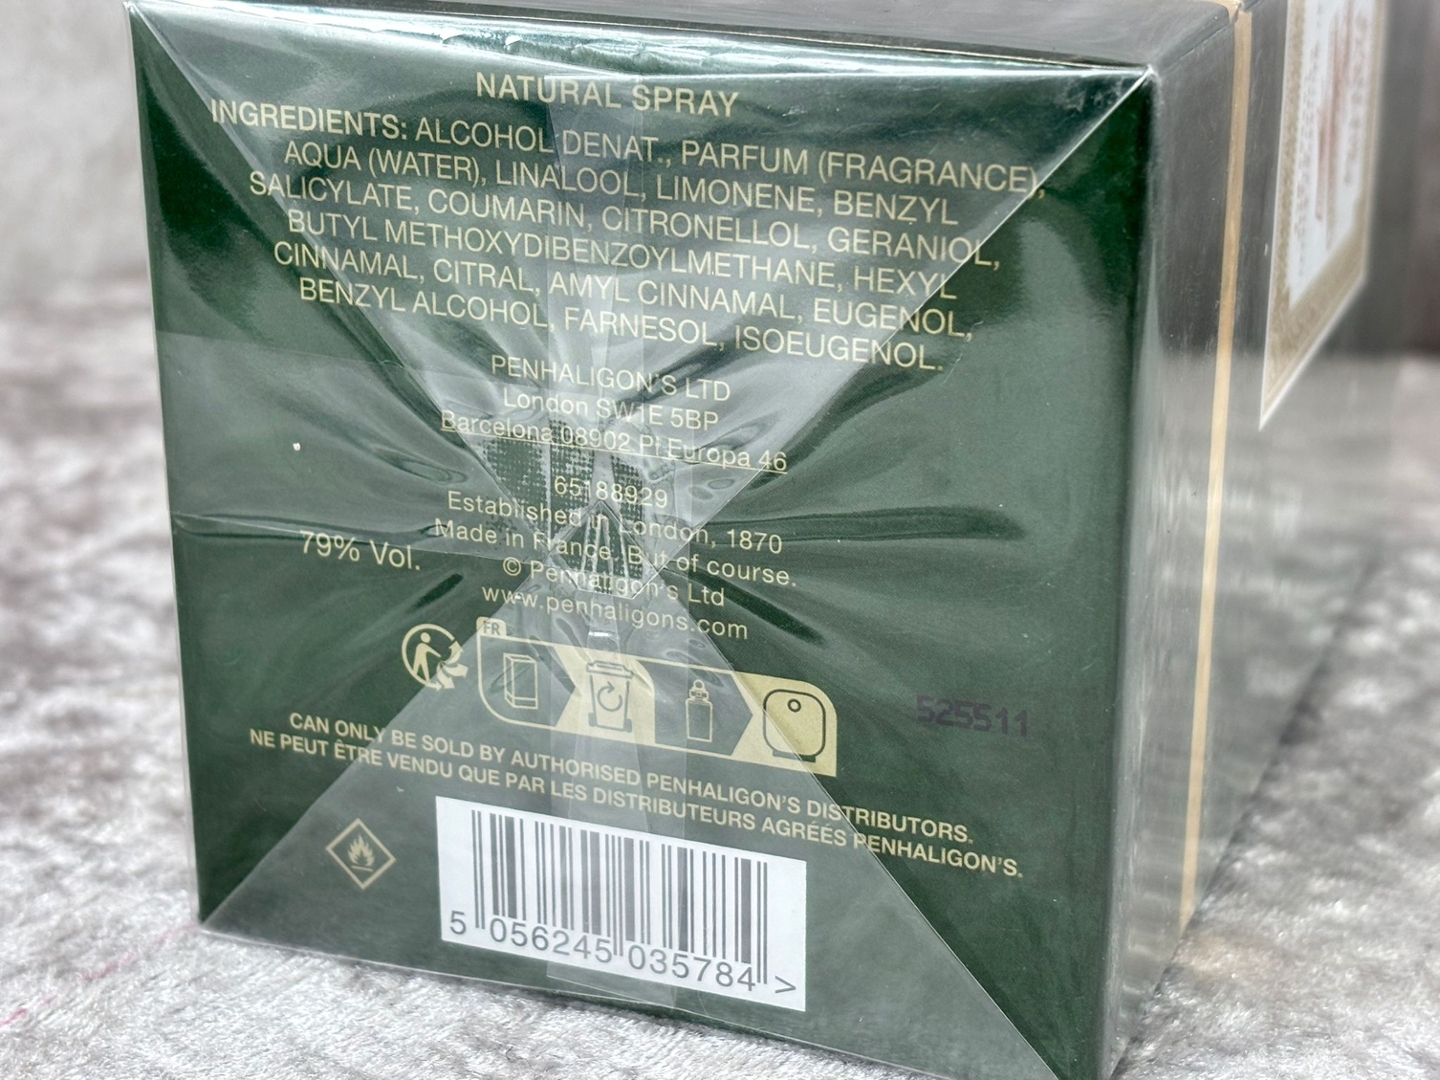 NATURAL SPRAY
INGREDIENTS: ALCOHOL DENAT., PARFUM (FRAGRANCE),
AQUA (WATER), LINALOOL, LIMONENE, BENZYL
SALICYLATE, COUMARIN, CITRONELLOL, GERANIOL,
BUTYL METHOXYDIBENZOYLMETHANE, HEXYL
CINNAMAL, CITRAL, AMYL CINNAMAL, EUGENOL,
BENZYL ALCOHOL, FARNESOL, ISOEUGENOL.
PENHALIGON'S LTD
London SW1E 5BP
Barcelona 08902 Pl Europa 46
65188929
Established in London, 1870
Made in France. But of course.
© Penhaligon's Ltd
www.penhaligons.com
79% Vol.
FR
525511
CAN ONLY BE SOLD BY AUTHORISED PENHALIGON'S DISTRIBUTORS.
NE PEUT ÊTRE VENDU QUE PAR LES DISTRIBUTEURS AGRÉÉS PENHALIGON'S.
5 056245 035784 >